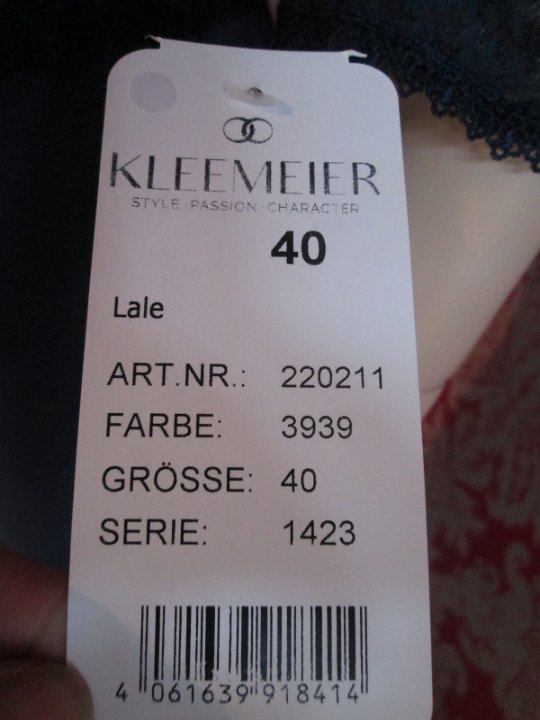 KLEEMEIER
STYLE · PASSION · CHARACTER
40
Lale
ART.NR.: 220211
FARBE: 3939
GRÖSSE: 40
SERIE: 1423
4 061639 918414